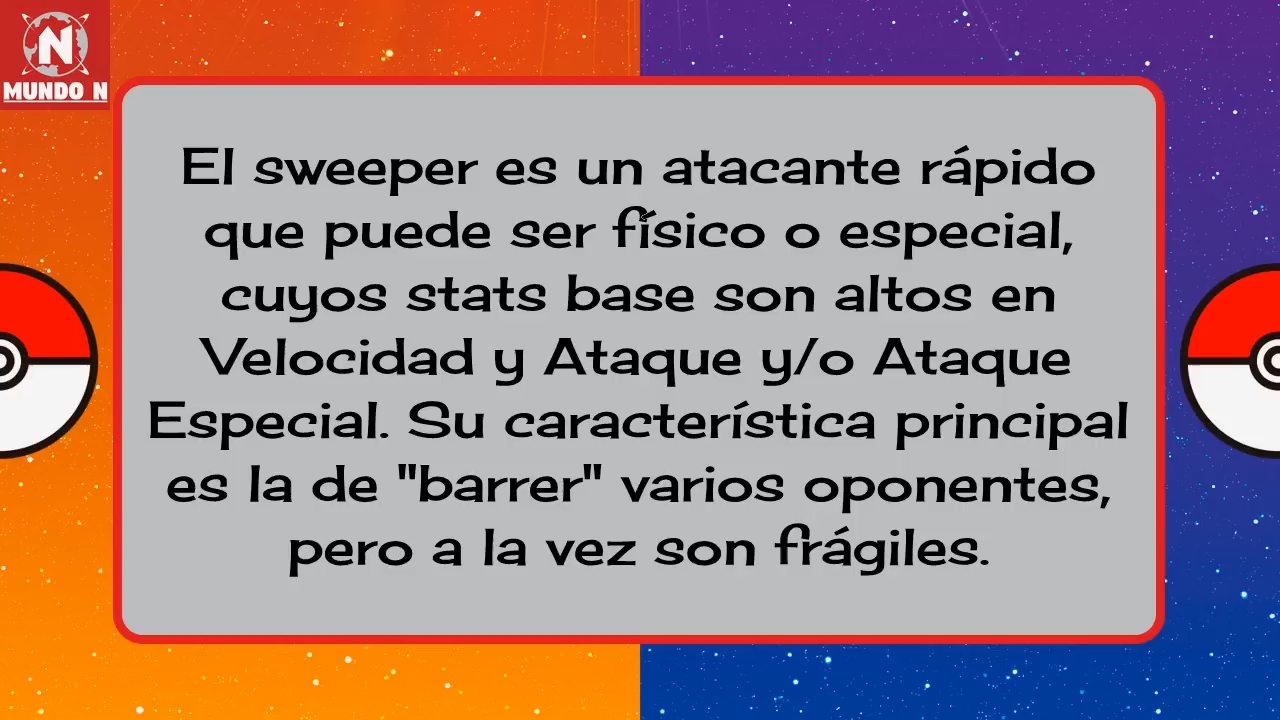 N
MUNDO N
El sweeper es un atacante rápido
que puede ser físico o especial,
cuyos stats base son altos en
Velocidad y Ataque y/o Ataque
Especial. Su característica principal
es la de "barrer" varios oponentes,
pero a la vez son frágiles.